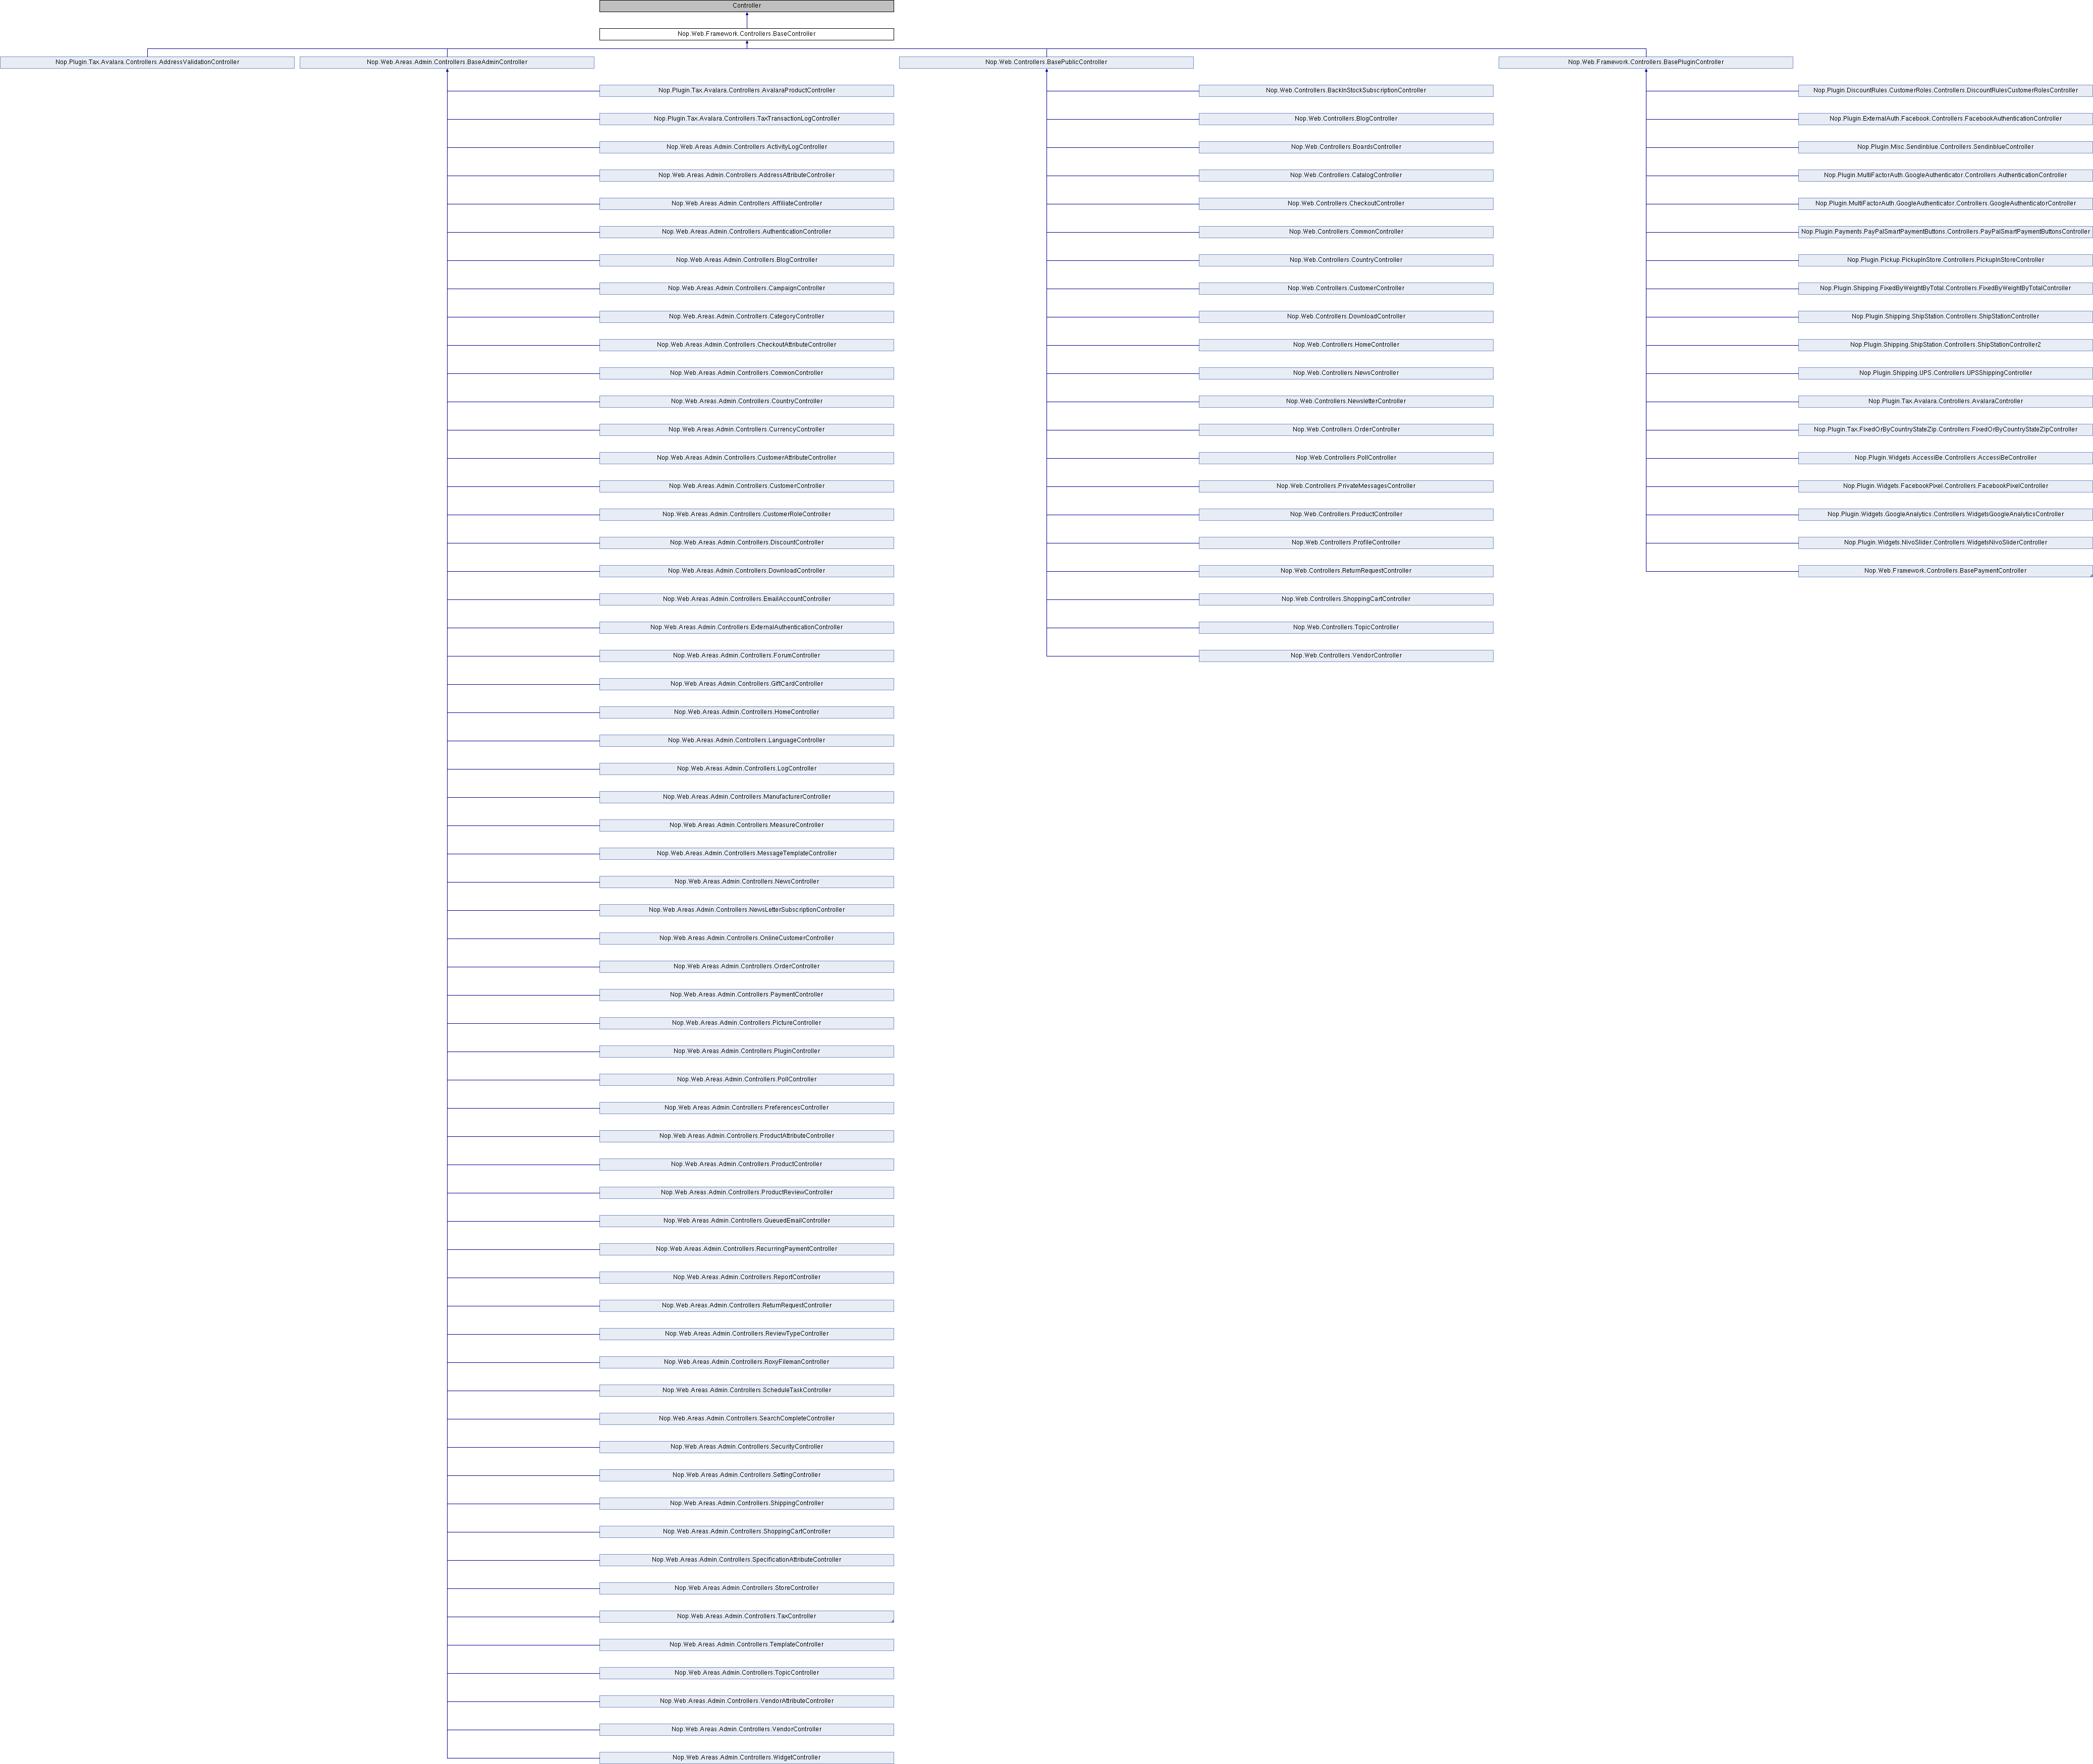 Controller
Nop.Web.Framework.Controllers.BaseController
Nop.Plugin.Tax.Avalara.Controllers.AddressValidationController
Nop.Web.Areas.Admin.Controllers.BaseAdminController
Nop.Web.Controllers.BasePublicController
Nop.Web.Framework.Controllers.BasePluginController
Nop.Plugin.Tax.Avalara.Controllers.AvalaraProductController
Nop.Plugin.Tax.Avalara.Controllers.TaxTransactionLogController
Nop.Web.Areas.Admin.Controllers.ActivityLogController
Nop.Web.Areas.Admin.Controllers.AddressAttributeController
Nop.Web.Areas.Admin.Controllers.AffiliateController
Nop.Web.Areas.Admin.Controllers.AuthenticationController
Nop.Web.Areas.Admin.Controllers.BlogController
Nop.Web.Areas.Admin.Controllers.CampaignController
Nop.Web.Areas.Admin.Controllers.CategoryController
Nop.Web.Areas.Admin.Controllers.CheckoutAttributeController
Nop.Web.Areas.Admin.Controllers.CommonController
Nop.Web.Areas.Admin.Controllers.CountryController
Nop.Web.Areas.Admin.Controllers.CurrencyController
Nop.Web.Areas.Admin.Controllers.CustomerAttributeController
Nop.Web.Areas.Admin.Controllers.CustomerController
Nop.Web.Areas.Admin.Controllers.CustomerRoleController
Nop.Web.Areas.Admin.Controllers.DiscountController
Nop.Web.Areas.Admin.Controllers.DownloadController
Nop.Web.Areas.Admin.Controllers.EmailAccountController
Nop.Web.Areas.Admin.Controllers.ExternalAuthenticationController
Nop.Web.Areas.Admin.Controllers.ForumController
Nop.Web.Areas.Admin.Controllers.GiftCardController
Nop.Web.Areas.Admin.Controllers.HomeController
Nop.Web.Areas.Admin.Controllers.LanguageController
Nop.Web.Areas.Admin.Controllers.LogController
Nop.Web.Areas.Admin.Controllers.ManufacturerController
Nop.Web.Areas.Admin.Controllers.MeasureController
Nop.Web.Areas.Admin.Controllers.MessageTemplateController
Nop.Web.Areas.Admin.Controllers.NewsController
Nop.Web.Areas.Admin.Controllers.NewsLetterSubscriptionController
Nop.Web.Areas.Admin.Controllers.OnlineCustomerController
Nop.Web.Areas.Admin.Controllers.OrderController
Nop.Web.Areas.Admin.Controllers.PaymentController
Nop.Web.Areas.Admin.Controllers.PictureController
Nop.Web.Areas.Admin.Controllers.PluginController
Nop.Web.Areas.Admin.Controllers.PollController
Nop.Web.Areas.Admin.Controllers.PreferencesController
Nop.Web.Areas.Admin.Controllers.ProductAttributeController
Nop.Web.Areas.Admin.Controllers.ProductController
Nop.Web.Areas.Admin.Controllers.ProductReviewController
Nop.Web.Areas.Admin.Controllers.QueuedEmailController
Nop.Web.Areas.Admin.Controllers.RecurringPaymentController
Nop.Web.Areas.Admin.Controllers.ReportController
Nop.Web.Areas.Admin.Controllers.ReturnRequestController
Nop.Web.Areas.Admin.Controllers.ReviewTypeController
Nop.Web.Areas.Admin.Controllers.RoxyFilemanController
Nop.Web.Areas.Admin.Controllers.ScheduleTaskController
Nop.Web.Areas.Admin.Controllers.SearchCompleteController
Nop.Web.Areas.Admin.Controllers.SecurityController
Nop.Web.Areas.Admin.Controllers.SettingController
Nop.Web.Areas.Admin.Controllers.ShippingController
Nop.Web.Areas.Admin.Controllers.ShoppingCartController
Nop.Web.Areas.Admin.Controllers.SpecificationAttributeController
Nop.Web.Areas.Admin.Controllers.StoreController
Nop.Web.Areas.Admin.Controllers.TaxController
Nop.Web.Areas.Admin.Controllers.TemplateController
Nop.Web.Areas.Admin.Controllers.TopicController
Nop.Web.Areas.Admin.Controllers.VendorAttributeController
Nop.Web.Areas.Admin.Controllers.VendorController
Nop.Web.Areas.Admin.Controllers.WidgetController
Nop.Web.Controllers.BackInStockSubscriptionController
Nop.Web.Controllers.BlogController
Nop.Web.Controllers.BoardsController
Nop.Web.Controllers.CatalogController
Nop.Web.Controllers.CheckoutController
Nop.Web.Controllers.CommonController
Nop.Web.Controllers.CountryController
Nop.Web.Controllers.CustomerController
Nop.Web.Controllers.DownloadController
Nop.Web.Controllers.HomeController
Nop.Web.Controllers.NewsController
Nop.Web.Controllers.NewsletterController
Nop.Web.Controllers.OrderController
Nop.Web.Controllers.PollController
Nop.Web.Controllers.PrivateMessagesController
Nop.Web.Controllers.ProductController
Nop.Web.Controllers.ProfileController
Nop.Web.Controllers.ReturnRequestController
Nop.Web.Controllers.ShoppingCartController
Nop.Web.Controllers.TopicController
Nop.Web.Controllers.VendorController
Nop.Plugin.DiscountRules.CustomerRoles.Controllers.DiscountRulesCustomerRolesController
Nop.Plugin.ExternalAuth.Facebook.Controllers.FacebookAuthenticationController
Nop.Plugin.Misc.Sendinblue.Controllers.SendinblueController
Nop.Plugin.MultiFactorAuth.GoogleAuthenticator.Controllers.AuthenticationController
Nop.Plugin.MultiFactorAuth.GoogleAuthenticator.Controllers.GoogleAuthenticatorController
Nop.Plugin.Payments.PayPalSmartPaymentButtons.Controllers.PayPalSmartPaymentButtonsController
Nop.Plugin.Pickup.PickupInStore.Controllers.PickupInStoreController
Nop.Plugin.Shipping.FixedByWeightByTotal.Controllers.FixedByWeightByTotalController
Nop.Plugin.Shipping.ShipStation.Controllers.ShipStationController
Nop.Plugin.Shipping.ShipStation.Controllers.ShipStationController2
Nop.Plugin.Shipping.UPS.Controllers.UPSShippingController
Nop.Plugin.Tax.Avalara.Controllers.AvalaraController
Nop.Plugin.Tax.FixedOrByCountryStateZip.Controllers.FixedOrByCountryStateZipController
Nop.Plugin.Widgets.AccessiBe.Controllers.AccessiBeController
Nop.Plugin.Widgets.FacebookPixel.Controllers.FacebookPixelController
Nop.Plugin.Widgets.GoogleAnalytics.Controllers.WidgetsGoogleAnalyticsController
Nop.Plugin.Widgets.NivoSlider.Controllers.WidgetsNivoSliderController
Nop.Web.Framework.Controllers.BasePaymentController